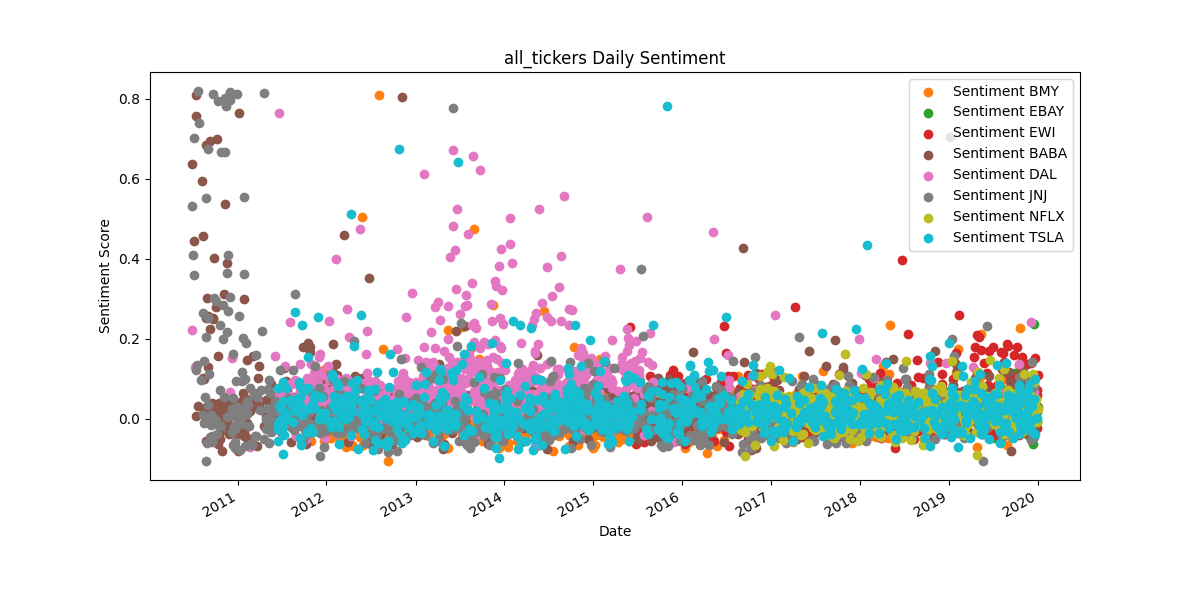 all_tickers Daily Sentiment
Sentiment Score
0.8
0.6
0.4
0.2
0.0
Sentiment BMY
Sentiment EBAY
Sentiment EWI
Sentiment BABA
Sentiment DAL
Sentiment JNJ
Sentiment NFLX
Sentiment TSLA
2011
2012
2013
2014
2015
2016
2017
2018
2019
2020
Date